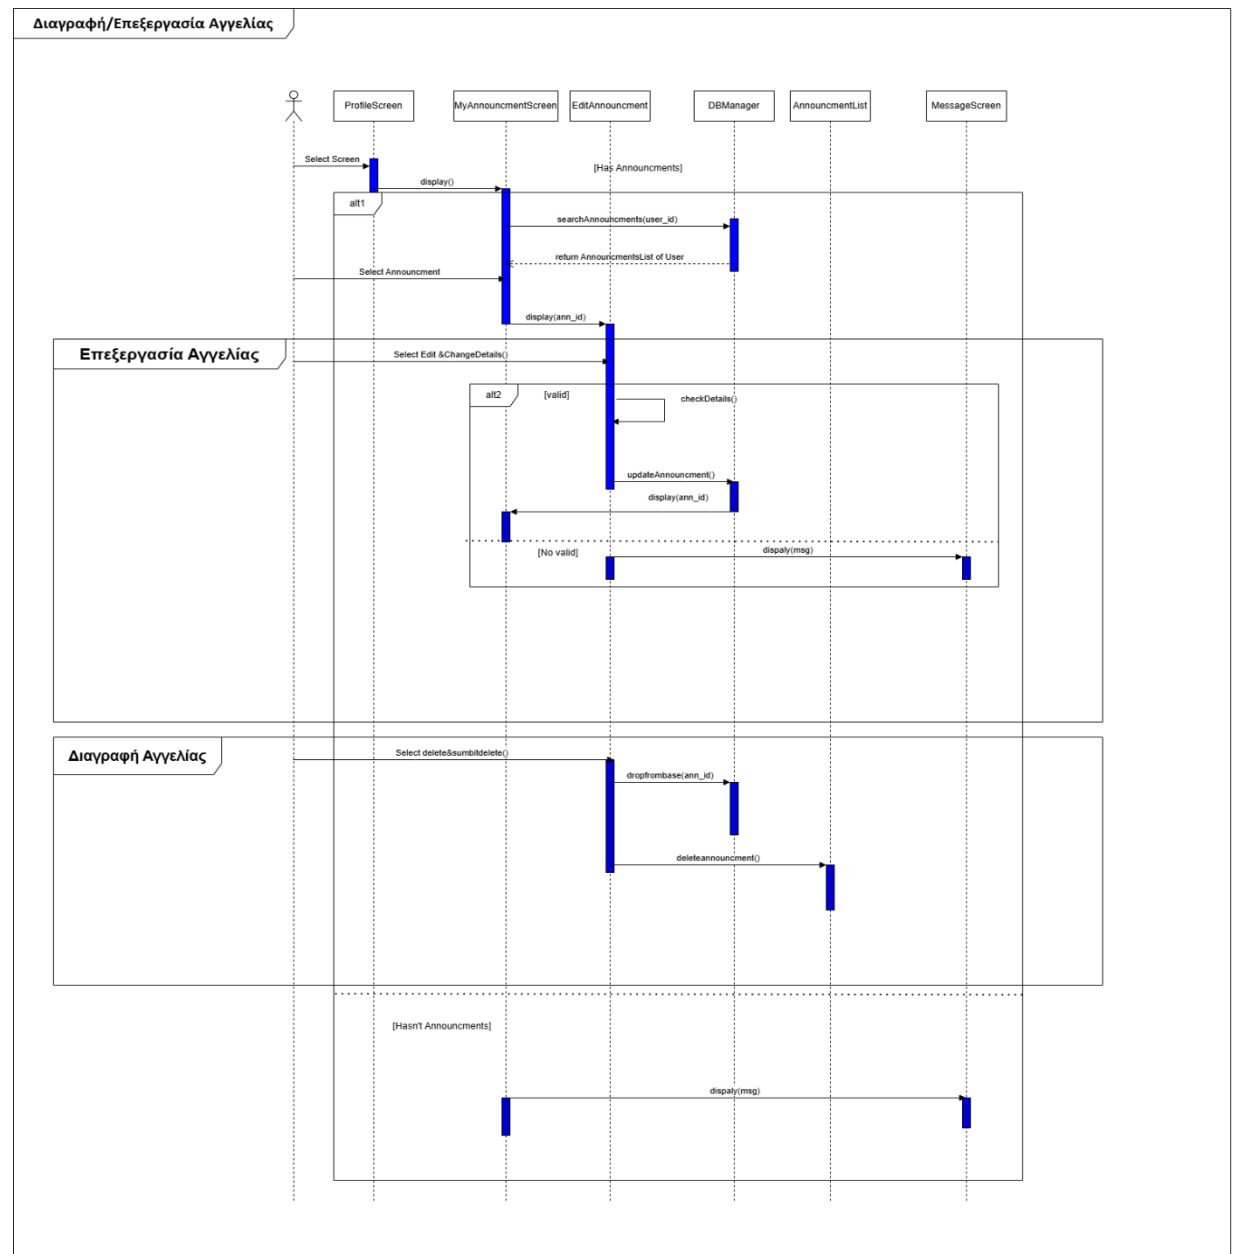 Διαγραφή/Επεξεργασία Αγγελίας
ProfileScreen
MyAnnouncmentScreen
EditAnnouncment
DBManager
AnnouncmentList
MessageScreen
Select Screen
[Has Announcments]
display()
alt1
searchAnnouncments(user_id)
return AnnouncmentsList of User
Select Announcment
display(ann_id)
Επεξεργασία Αγγελίας
Select Edit &ChangeDetails()
alt2
[valid]
checkDetails()
updateAnnouncment()
display(ann_id)
[No valid]
dispaly(msg)
Διαγραφή Αγγελίας
Select delete&sumbitdelete()
dropfrombase(ann_id)
deleteannouncment()
[Hasn't Announcments]
dispaly(msg)